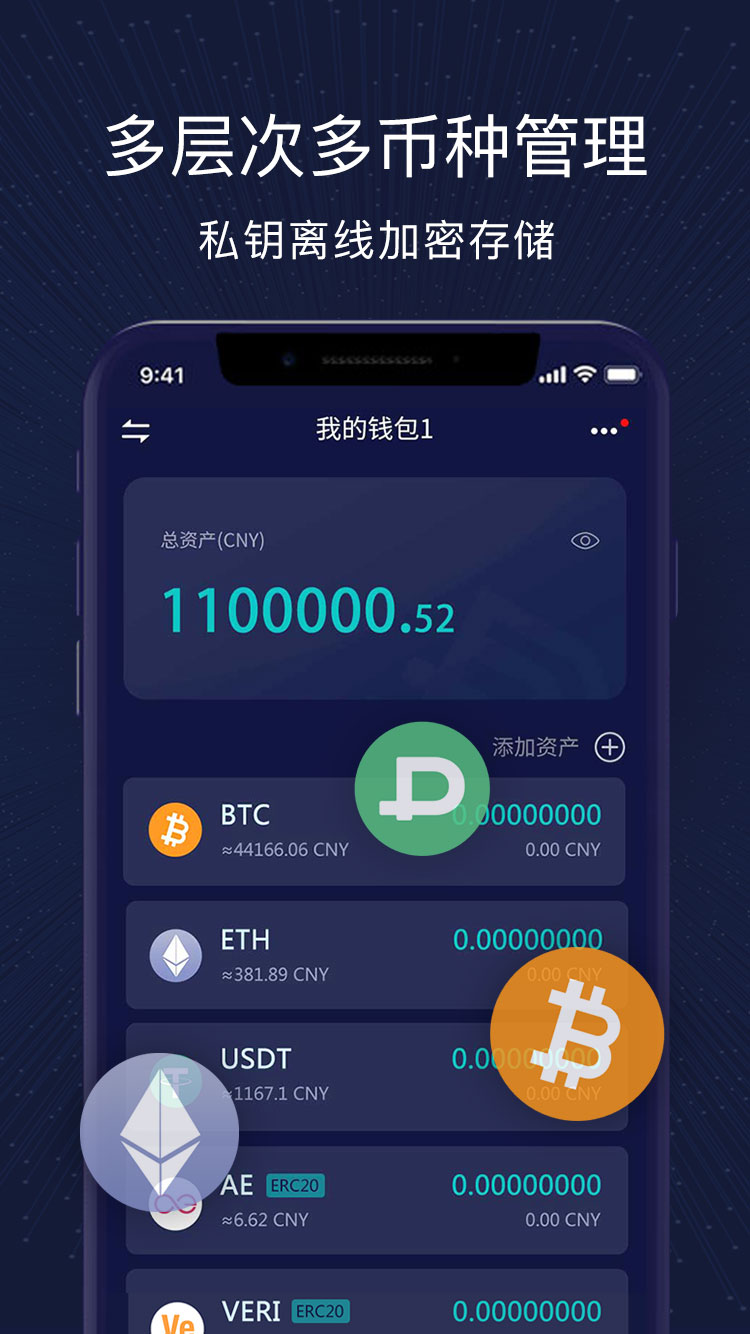 多层次多币种管理
私钥离线加密存储
9:41
我的钱包1
总资产(CNY)
1100000.52
添加资产
BTC 0.00000000
≈44166.06 CNY 0.00 CNY
ETH 0.00000000
≈381.89 CNY 0.00 CNY
USDT 0.00000000
≈1167.1 CNY 0.00 CNY
AE ERC20 0.00000000
≈6.62 CNY 0.00 CNY
Ve VERI ERC20 0.00000000